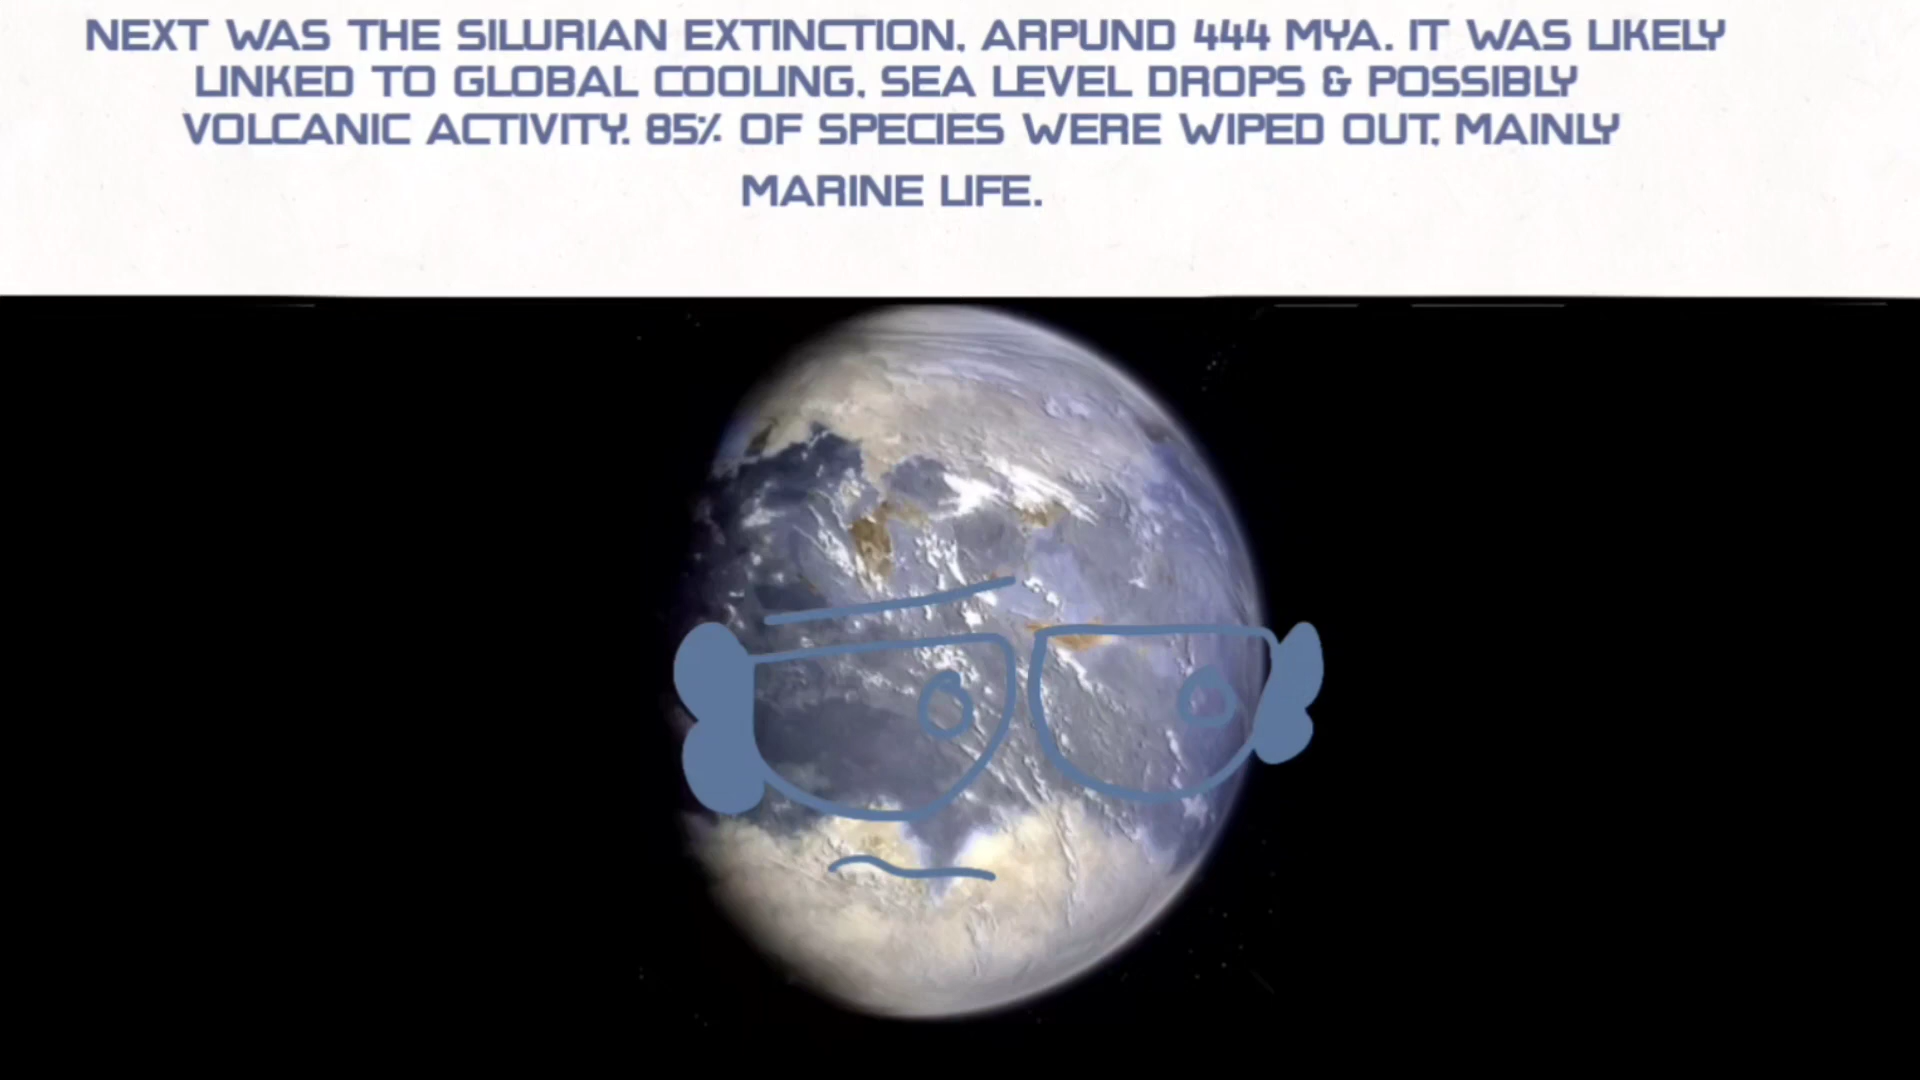 NEXT WAS THE SILURIAN EXTINCTION, ARPUND 444 MYA. IT WAS LIKELY
LINKED TO GLOBAL COOLING, SEA LEVEL DROPS & POSSIBLY
VOLCANIC ACTIVITY. 85% OF SPECIES WERE WIPED OUT, MAINLY
MARINE LIFE.